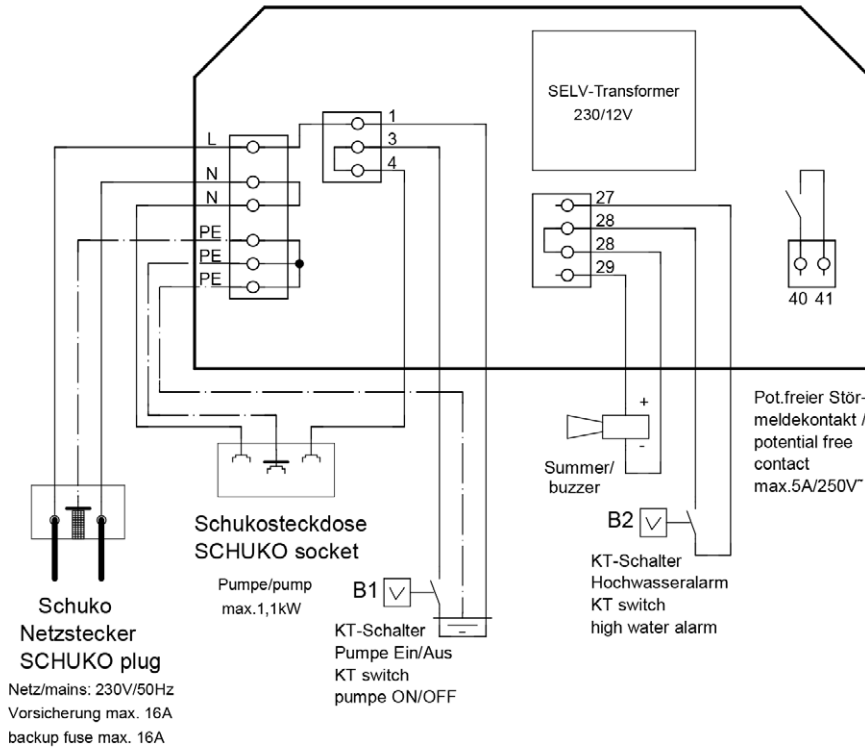 SELV-Transformer
230/12V
L
N
N
PE
PE
PE
1
3
4
27
28
28
29
40 41
+
-
Summer/
buzzer
Pot.freier Stör-
meldekontakt /
potential free
contact
max.5A/250V~
Schukosteckdose
SCHUKO socket
Pumpe/pump
max.1,1kW
B1
KT-Schalter
Pumpe Ein/Aus
KT switch
pumpe ON/OFF
B2
KT-Schalter
Hochwasseralarm
KT switch
high water alarm
Schuko
Netzstecker
SCHUKO plug
Netz/mains: 230V/50Hz
Vorsicherung max. 16A
backup fuse max. 16A